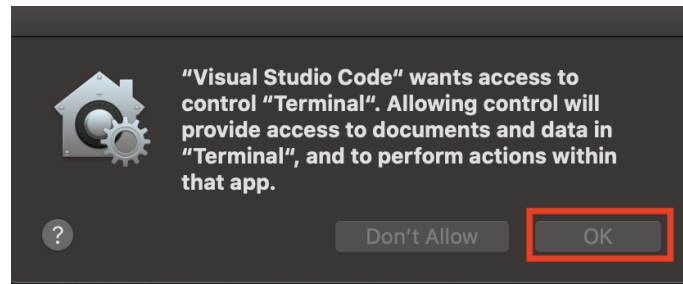 “Visual Studio Code“ wants access to
control “Terminal“. Allowing control will
provide access to documents and data in
“Terminal“, and to perform actions within
that app.
?
Don’t Allow
OK